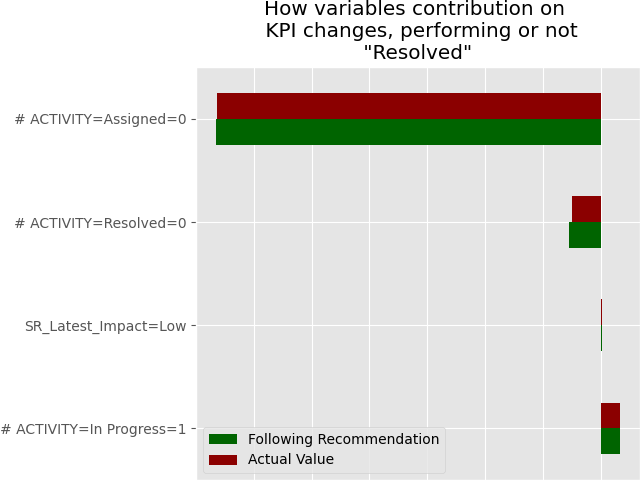 How variables contribution on
KPI changes, performing or not
"Resolved"
# ACTIVITY=Assigned=0
# ACTIVITY=Resolved=0
SR_Latest_Impact=Low
# ACTIVITY=In Progress=1
Following Recommendation
Actual Value